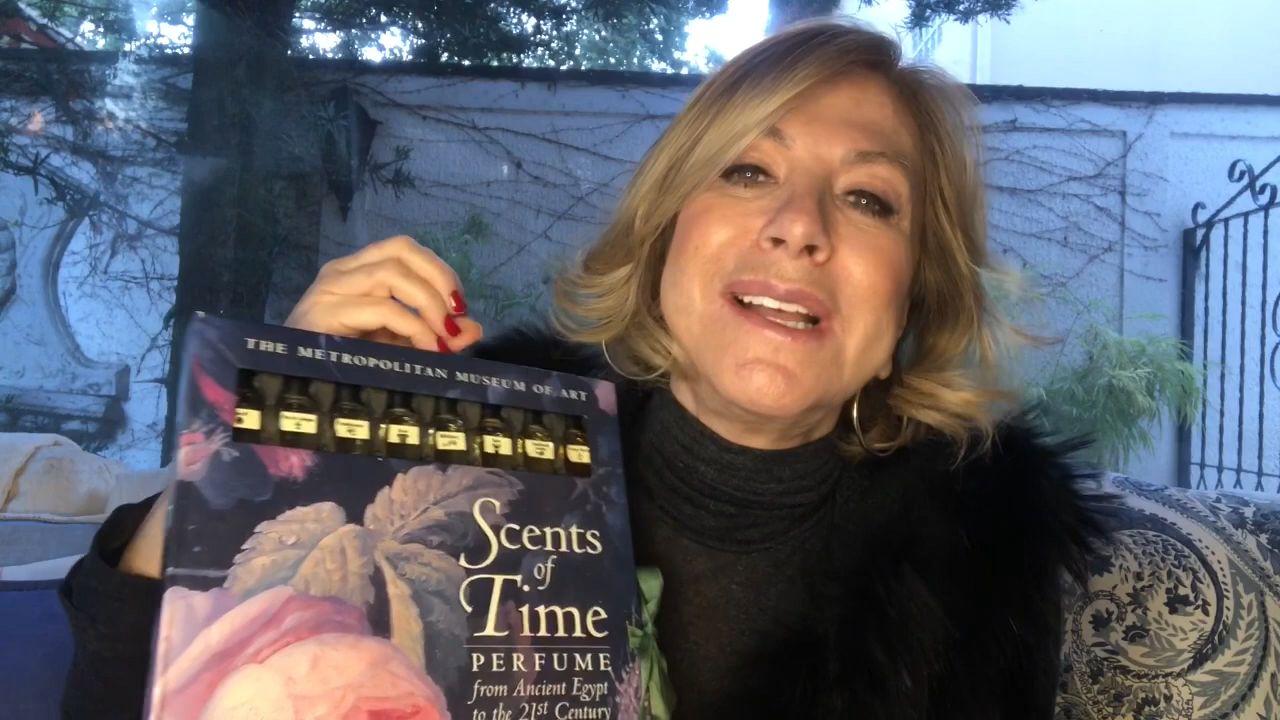 THE METROPOLITAN MUSEUM OF ART
Scents
of
Time
PERFUME
from Ancient Egypt
to the 21st Century